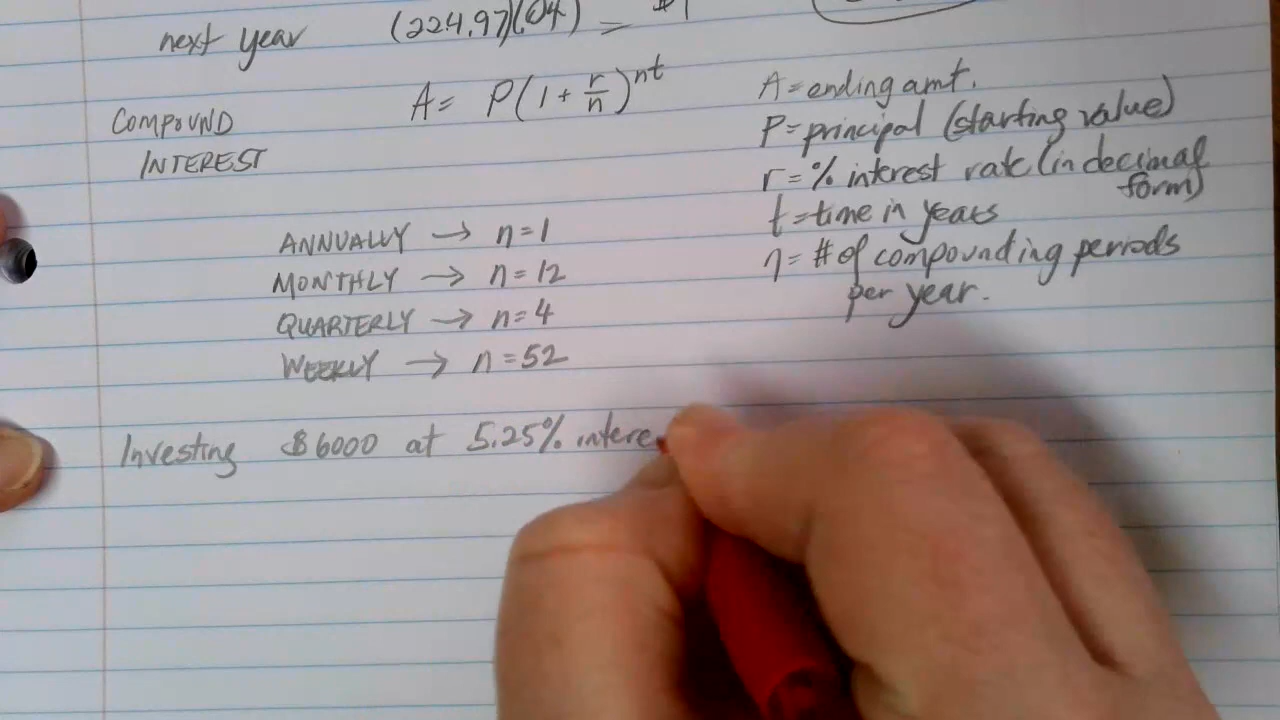 next year (224.97)(.04) = $1
A = P(1 + r/n)^nt
COMPOUND
INTEREST
A = ending amt.
P = principal (starting value)
r = % interest rate (in decimal
form)
t = time in years
n = # of compounding periods
per year.
ANNUALLY → n = 1
MONTHLY → n = 12
QUARTERLY → n = 4
WEEKLY → n = 52
Investing $6000 at 5.25% intere